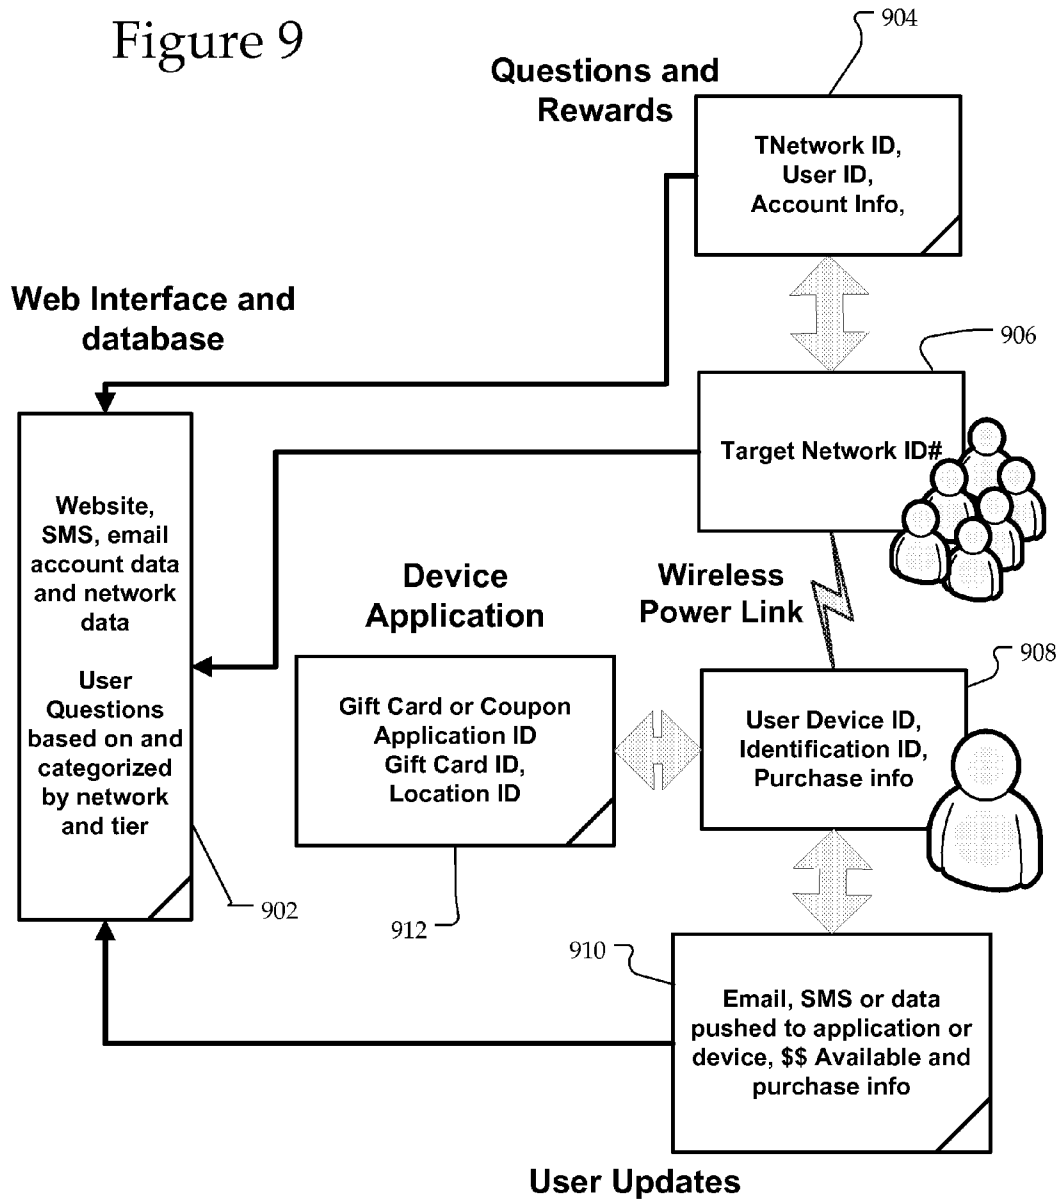 Figure 9
904
Questions and
Rewards
TNetwork ID,
User ID,
Account Info,
Web Interface and
database
906
Target Network ID#
Website,
SMS, email
account data
and network
data
User
Questions
based on and
categorized
by network
and tier
902
Device
Application
Wireless
Power Link
908
Gift Card or Coupon
Application ID
Gift Card ID,
Location ID
912
User Device ID,
Identification ID,
Purchase info
910
Email, SMS or data
pushed to application or
device, $$ Available and
purchase info
User Updates